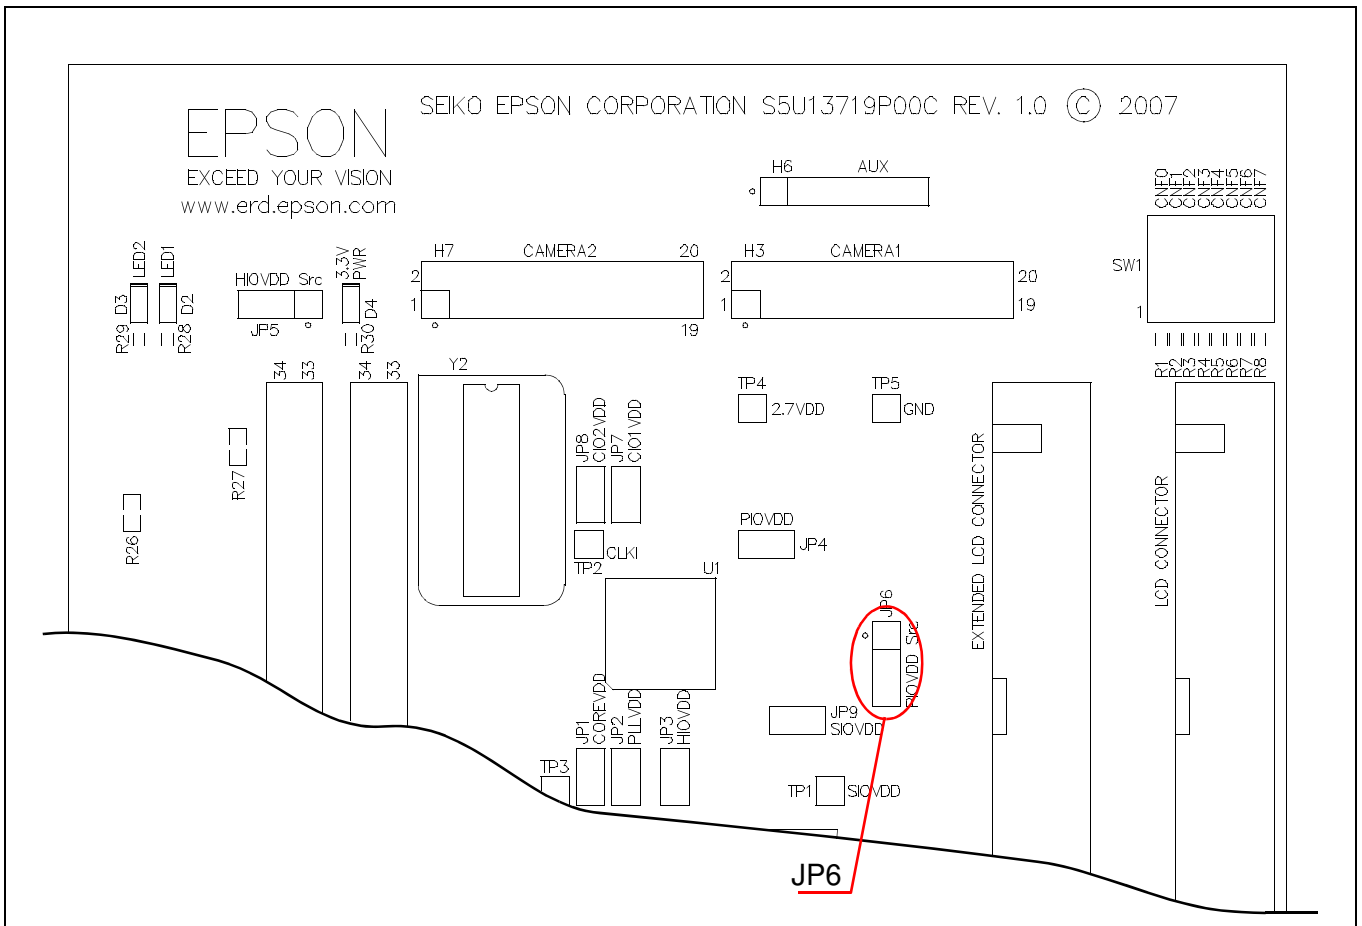 EPSON
EXCEED YOUR VISION
www.erd.epson.com
SEIKO EPSON CORPORATION S5U13719P00C REV. 1.0 © 2007
H6 AUX
CNF0
CNF1
CNF2
CNF3
CNF4
CNF5
CNF6
CNF7
SW1
1
R1
R2
R3
R4
R5
R6
R7
R8
LED2
LED1
D3
D2
R29
R28
HIOVDD Src
JP5
3.3V
PWR
D4
R30
H7 CAMERA2 20
2
1
19
H3 CAMERA1
2
1
20
19
34
33
34
33
Y2
R27
R26
JP8
CIO2VDD
JP7
CIO1VDD
CLKI
TP2
U1
TP4
2.7VDD
TP5
GND
PIOVDD
JP4
JP6
PIOVDD Src
EXTENDED LCD CONNECTOR
LCD CONNECTOR
JP9
SIOVDD
JP1
COREVDD
JP2
PLLVDD
JP3
HIOVDD
TP3
TP1 SIOVDD
JP6